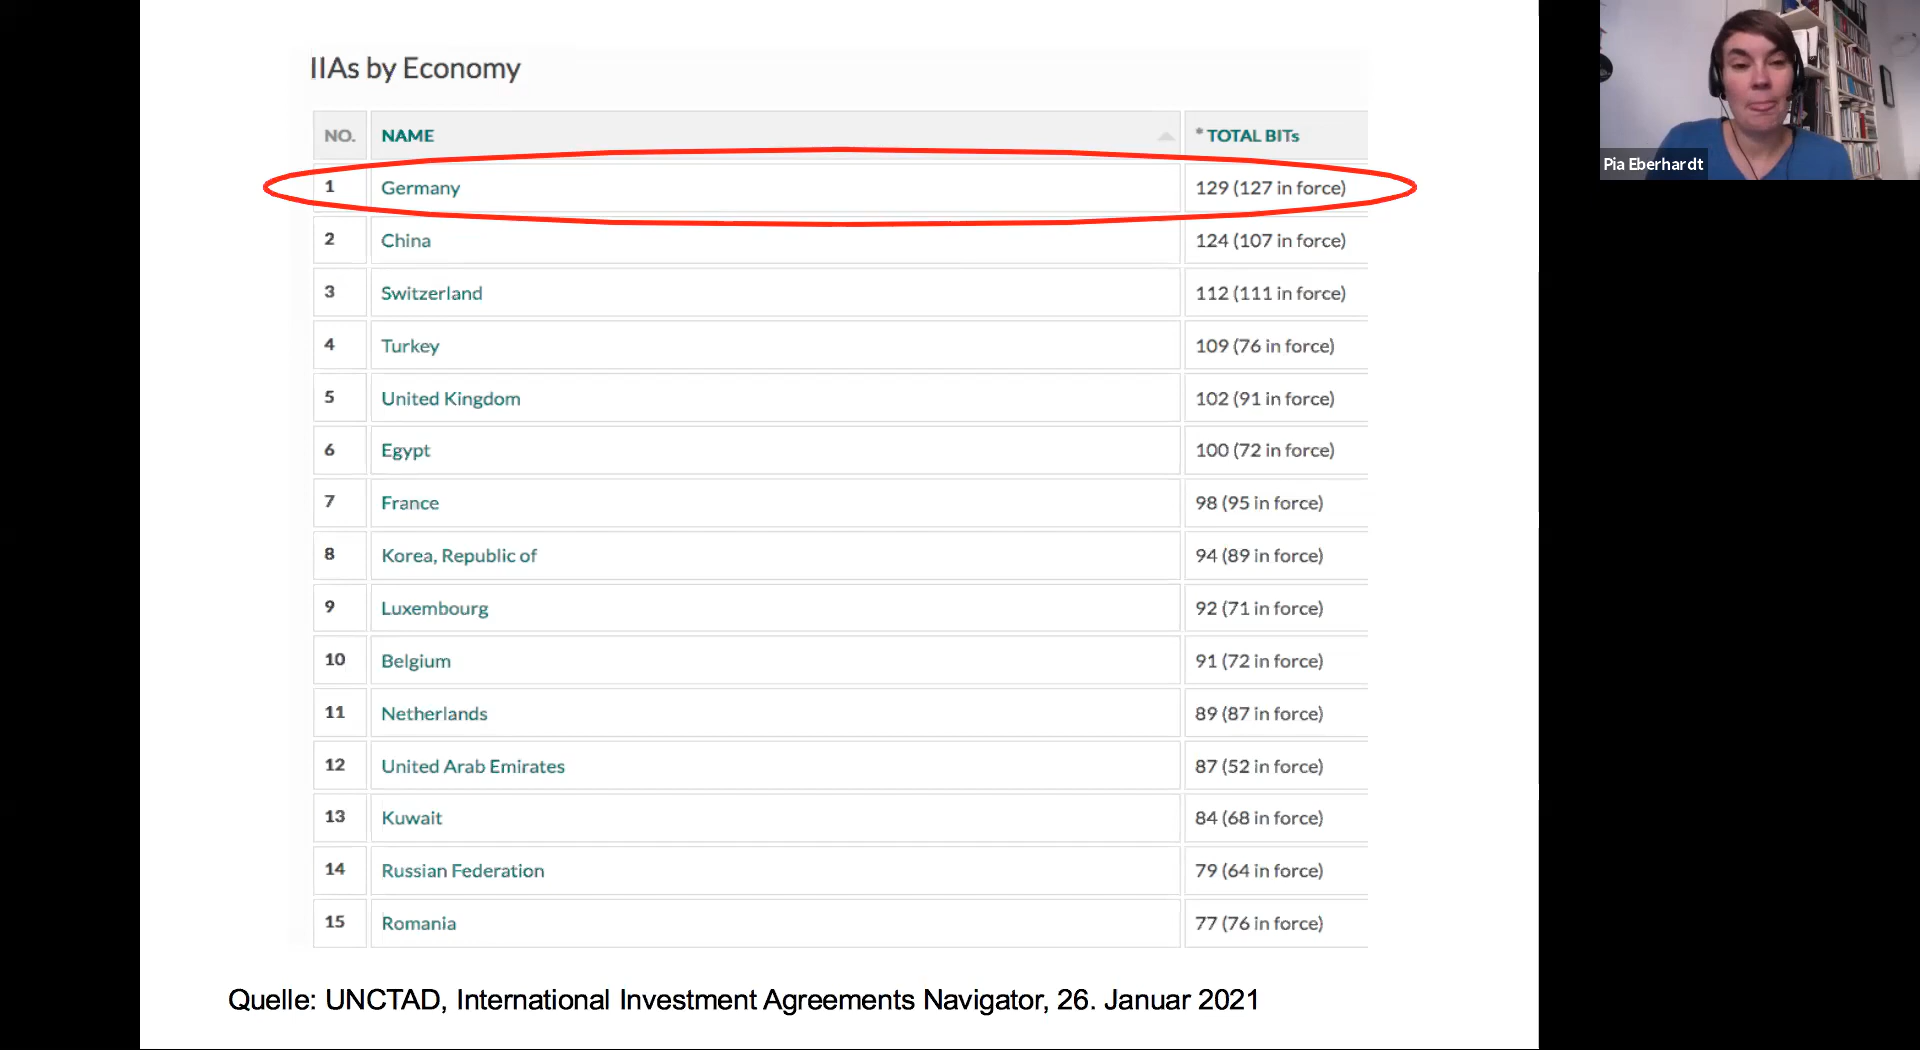 IIAs by Economy
NO. NAME * TOTAL BITs
1 Germany 129 (127 in force)
2 China 124 (107 in force)
3 Switzerland 112 (111 in force)
4 Turkey 109 (76 in force)
5 United Kingdom 102 (91 in force)
6 Egypt 100 (72 in force)
7 France 98 (95 in force)
8 Korea, Republic of 94 (89 in force)
9 Luxembourg 92 (71 in force)
10 Belgium 91 (72 in force)
11 Netherlands 89 (87 in force)
12 United Arab Emirates 87 (52 in force)
13 Kuwait 84 (68 in force)
14 Russian Federation 79 (64 in force)
15 Romania 77 (76 in force)
Quelle: UNCTAD, International Investment Agreements Navigator, 26. Januar 2021
Pia Eberhardt